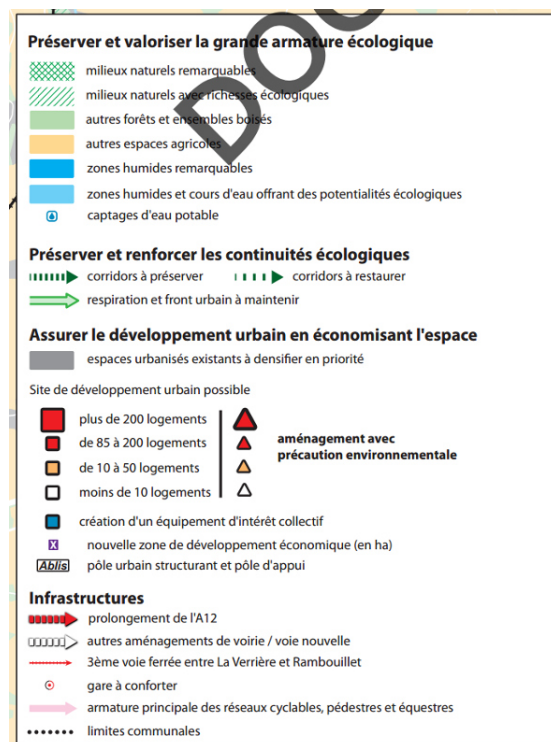 DOC
Préserver et valoriser la grande armature écologique
milieux naturels remarquables
milieux naturels avec richesses écologiques
autres forêts et ensembles boisés
autres espaces agricoles
zones humides remarquables
zones humides et cours d'eau offrant des potentialités écologiques
captages d'eau potable
Préserver et renforcer les continuités écologiques
corridors à préserver corridors à restaurer
respiration et front urbain à maintenir
Assurer le développement urbain en économisant l'espace
espaces urbanisés existants à densifier en priorité
Site de développement urbain possible
plus de 200 logements
de 85 à 200 logements
de 10 à 50 logements
moins de 10 logements
aménagement avec
précaution environnementale
création d'un équipement d'intérêt collectif
X nouvelle zone de développement économique (en ha)
Ablis pôle urbain structurant et pôle d'appui
Infrastructures
prolongement de l'A12
autres aménagements de voirie / voie nouvelle
3ème voie ferrée entre La Verrière et Rambouillet
gare à conforter
armature principale des réseaux cyclables, pédestres et équestres
limites communales